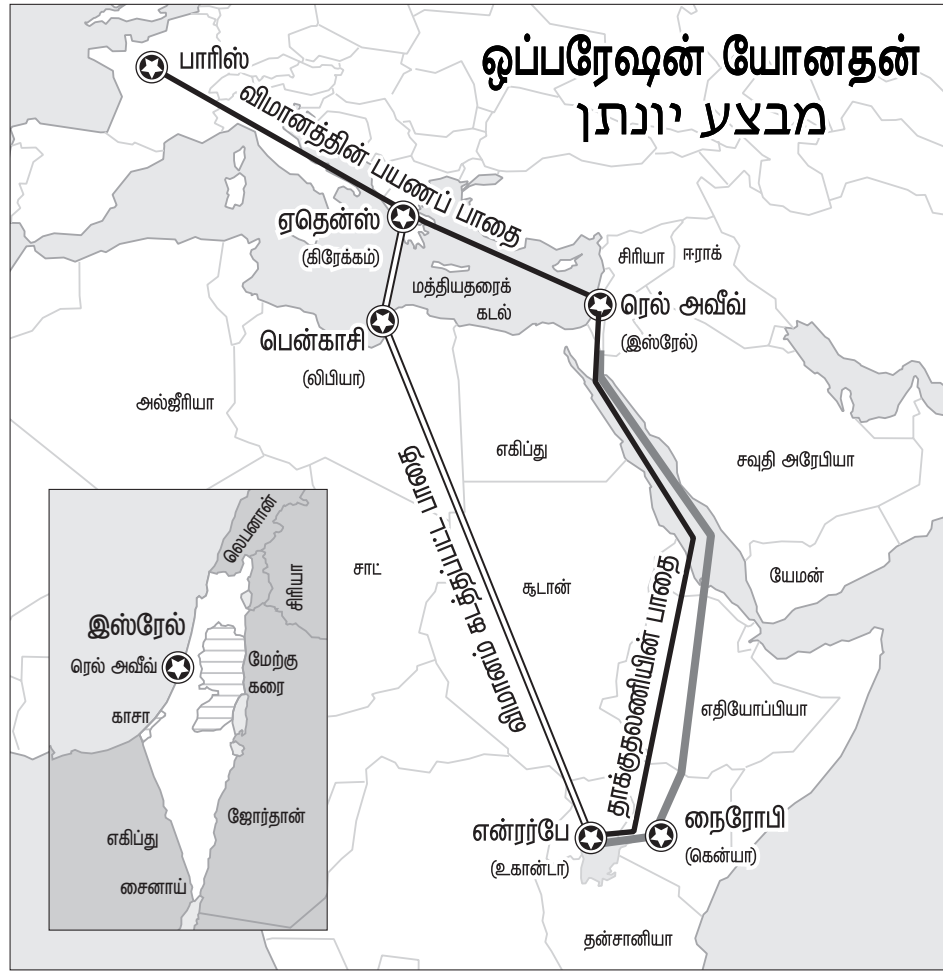 ஒப்பரேஷன் யோனதன்
מבצע יונתן
பாரிஸ்
விமானத்தின் பயணப் பாதை
ஏதென்ஸ்
(கிரேக்கம்)
மத்தியதரைக்
கடல்
சிரியா
ஈராக்
ரெல் அவீவ்
(இஸ்ரேல்)
பென்காசி
(லிபியா)
அல்ஜீரியா
எகிப்து
சவுதி அரேபியா
விமானம் கடத்தப்பட்ட பாதை
சாட்
சூடான்
யேமன்
தாக்குதலணியின் பாதை
எதியோப்பியா
என்ரர்பே
(உகான்டா)
நைரோபி
(கென்யா)
தன்சானியா
லெபனான்
சிரியா
இஸ்ரேல்
ரெல் அவீவ்
மேற்கு
கரை
காசா
ஜோர்தான்
எகிப்து
சைனாய்